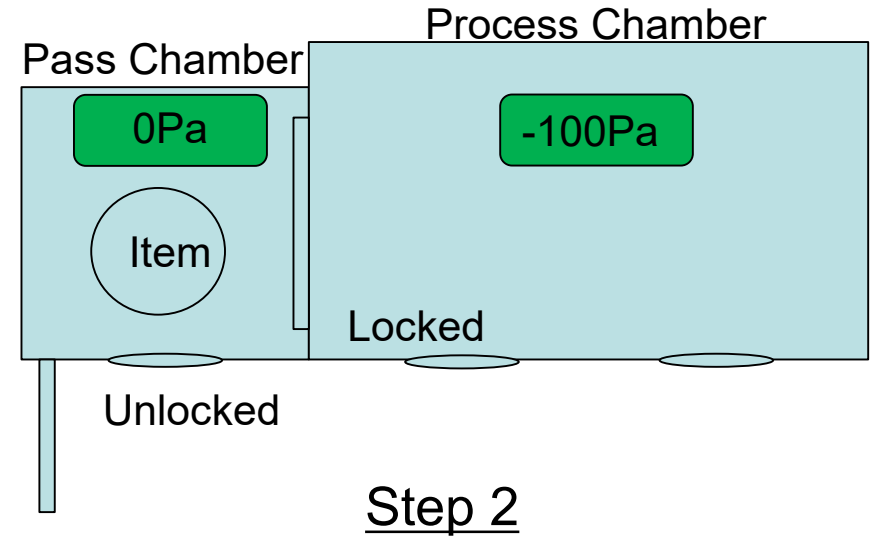 Process Chamber
Pass Chamber
0Pa
-100Pa
Item
Locked
Unlocked
Step 2